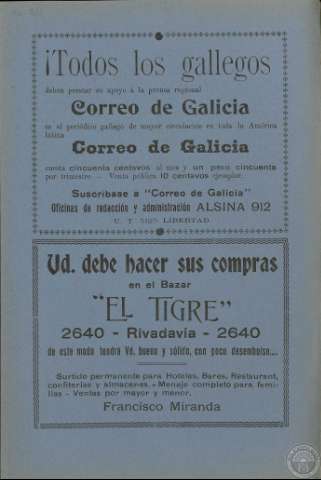 ¡Todos los gallegos
deben prestar su apoyo á la prensa regional
Correo de Galicia
es el periódico gallego de mayor circulación en toda la América
latina
Correo de Galicia
cuesta cincuenta centavos al mes y un peso cincuenta
por trimestre — Venta pública 10 centavos ejemplar.
Suscríbase a "Correo de Galicia"
Oficinas de redacción y administración ALSINA 912
U. T. LIBERTAD
Vd. debe hacer sus compras
en el Bazar
"EL TIGRE"
2640 - Rivadavia - 2640
de este modo tendrá Vd. bueno y sólido, con poco desembolso...
Surtido permanente para Hoteles, Bares, Restaurant,
confiterias y almacenes. - Menaje completo para fami-
lias - Ventas por mayor y menor.
Francisco Miranda